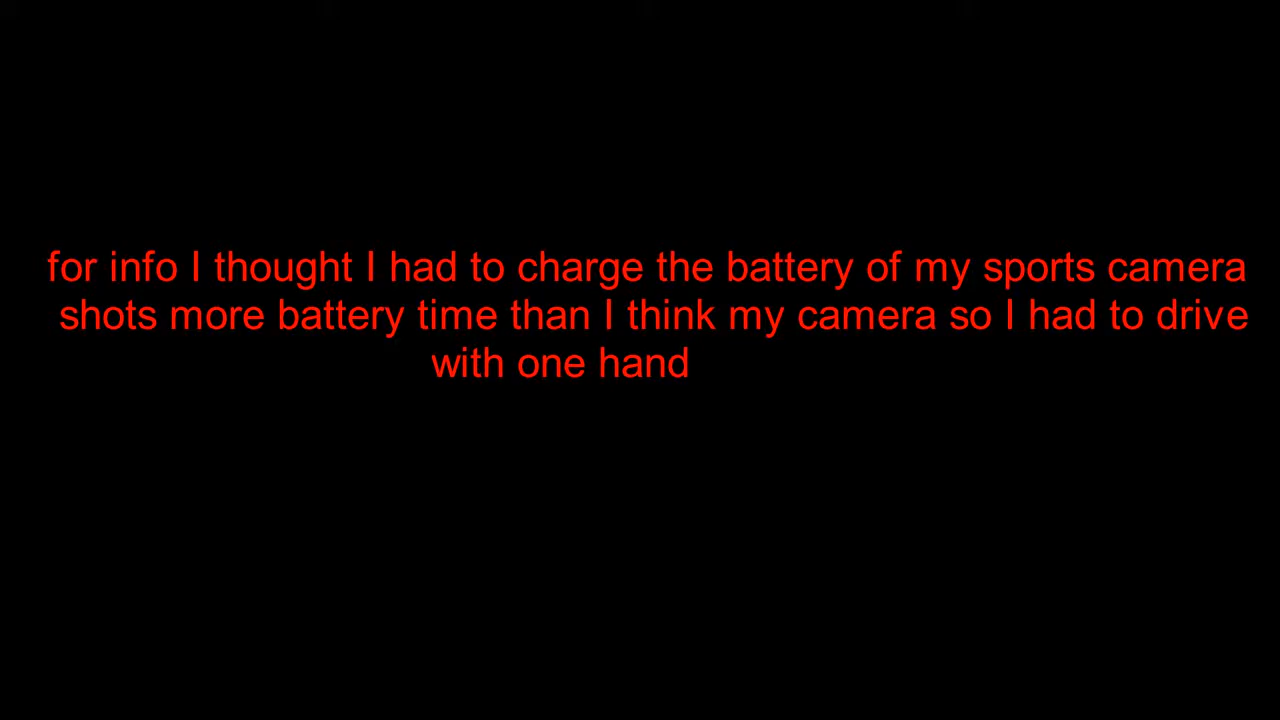 for info I thought I had to charge the battery of my sports camera
shots more battery time than I think my camera so I had to drive
with one hand